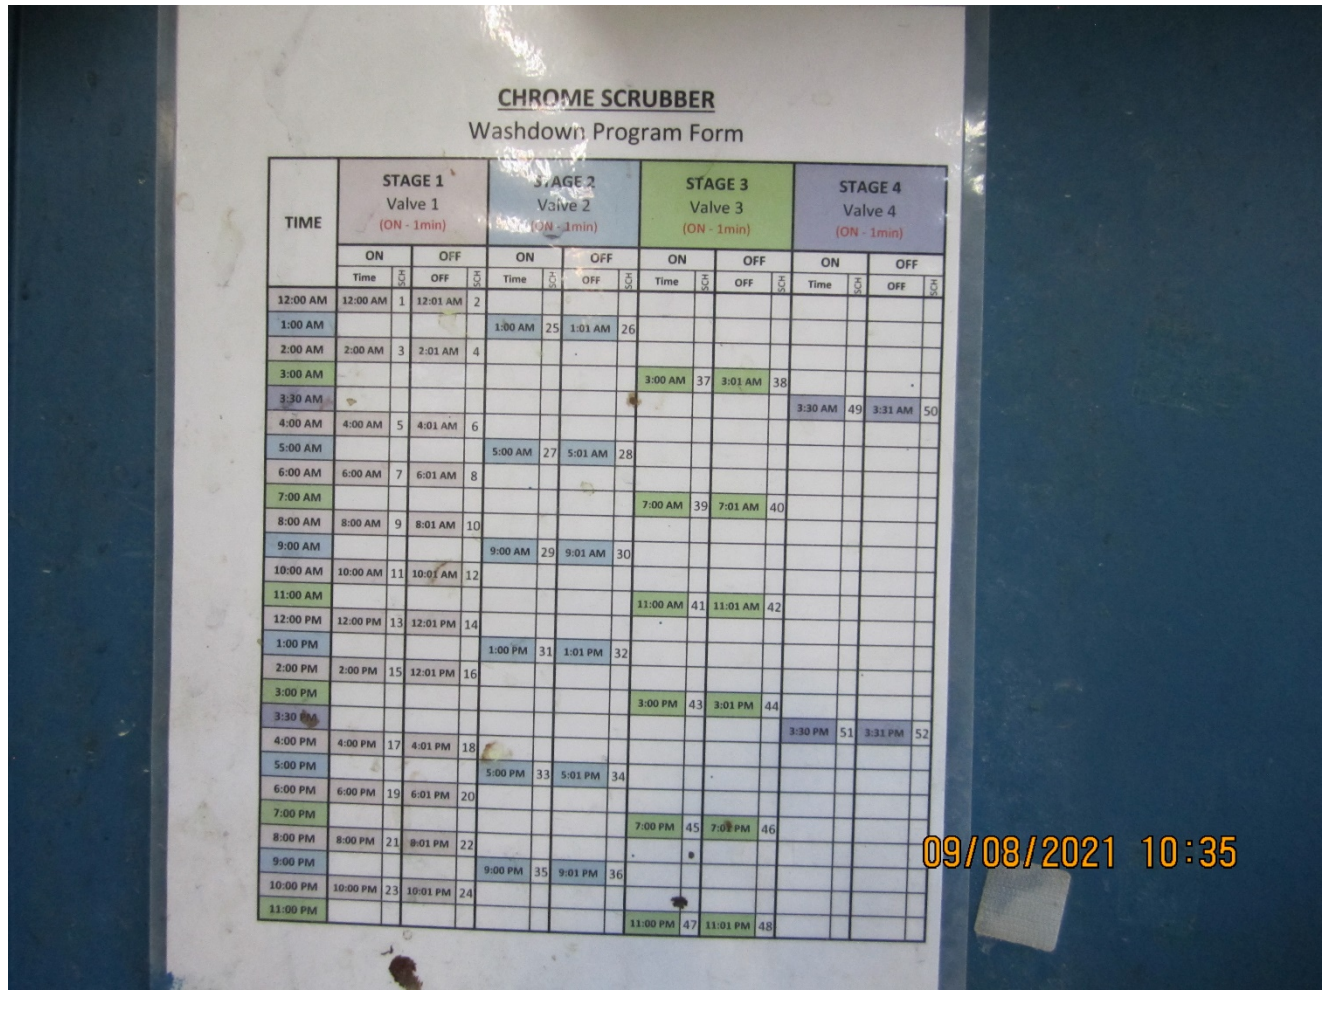 CHROME SCRUBBER
Washdown Program Form
TIME STAGE 1 STAGE 2 STAGE 3 STAGE 4
Valve 1 Valve 2 Valve 3 Valve 4
(ON - 1min) (ON - 1min) (ON - 1min) (ON - 1min)
ON OFF ON OFF ON OFF ON OFF
Time SCH OFF SCH Time SCH OFF SCH Time SCH OFF SCH Time SCH OFF SCH
12:00 AM 12:00 AM 1 12:01 AM 2
1:00 AM 1:00 AM 25 1:01 AM 26
2:00 AM 2:00 AM 3 2:01 AM 4
3:00 AM 3:00 AM 37 3:01 AM 38
3:30 AM 3:30 AM 49 3:31 AM 50
4:00 AM 4:00 AM 5 4:01 AM 6
5:00 AM 5:00 AM 27 5:01 AM 28
6:00 AM 6:00 AM 7 6:01 AM 8
7:00 AM 7:00 AM 39 7:01 AM 40
8:00 AM 8:00 AM 9 8:01 AM 10
9:00 AM 9:00 AM 29 9:01 AM 30
10:00 AM 10:00 AM 11 10:01 AM 12
11:00 AM 11:00 AM 41 11:01 AM 42
12:00 PM 12:00 PM 13 12:01 PM 14
1:00 PM 1:00 PM 31 1:01 PM 32
2:00 PM 2:00 PM 15 12:01 PM 16
3:00 PM 3:00 PM 43 3:01 PM 44
3:30 PM 3:30 PM 51 3:31 PM 52
4:00 PM 4:00 PM 17 4:01 PM 18
5:00 PM 5:00 PM 33 5:01 PM 34
6:00 PM 6:00 PM 19 6:01 PM 20
7:00 PM 7:00 PM 45 7:01 PM 46
8:00 PM 8:00 PM 21 8:01 PM 22
9:00 PM 9:00 PM 35 9:01 PM 36
10:00 PM 10:00 PM 23 10:01 PM 24
11:00 PM 11:00 PM 47 11:01 PM 48
09/08/2021 10:35